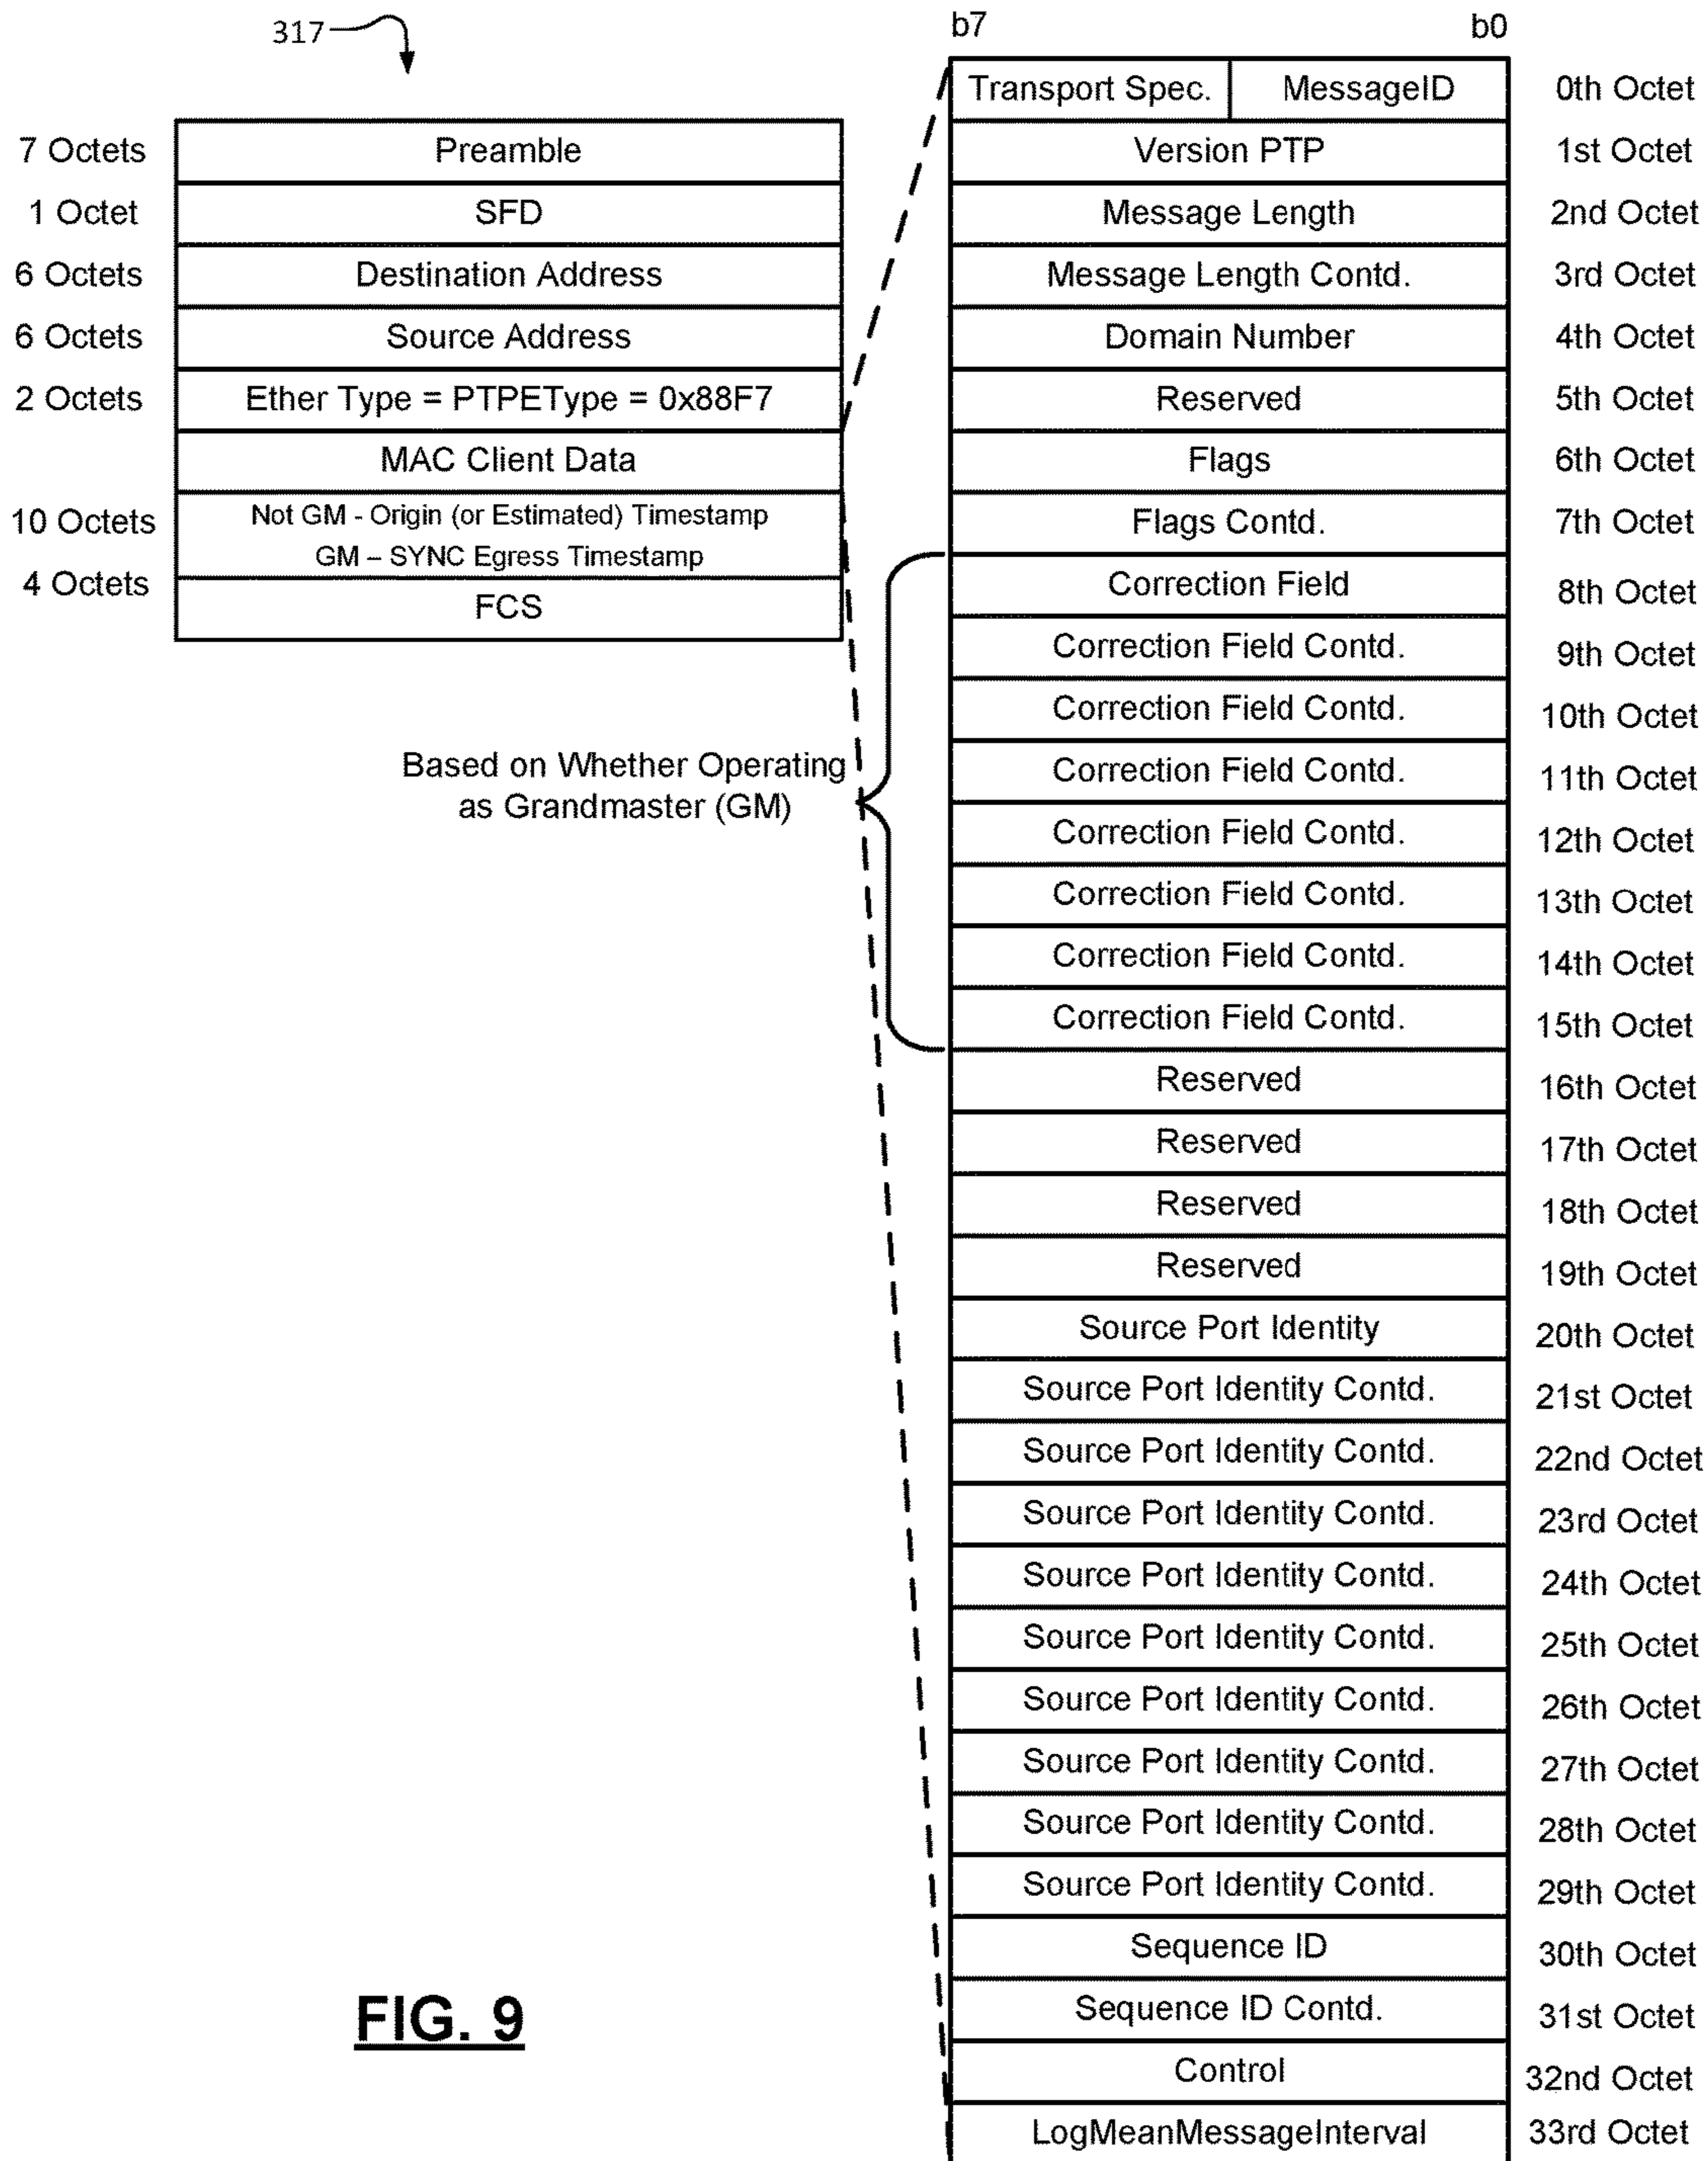 317
7 Octets Preamble
1 Octet SFD
6 Octets Destination Address
6 Octets Source Address
2 Octets Ether Type = PTPEType = 0x88F7
MAC Client Data
10 Octets Not GM - Origin (or Estimated) Timestamp
GM – SYNC Egress Timestamp
4 Octets FCS
Based on Whether Operating
as Grandmaster (GM)
b7 b0
Transport Spec. MessageID 0th Octet
Version PTP 1st Octet
Message Length 2nd Octet
Message Length Contd. 3rd Octet
Domain Number 4th Octet
Reserved 5th Octet
Flags 6th Octet
Flags Contd. 7th Octet
Correction Field 8th Octet
Correction Field Contd. 9th Octet
Correction Field Contd. 10th Octet
Correction Field Contd. 11th Octet
Correction Field Contd. 12th Octet
Correction Field Contd. 13th Octet
Correction Field Contd. 14th Octet
Correction Field Contd. 15th Octet
Reserved 16th Octet
Reserved 17th Octet
Reserved 18th Octet
Reserved 19th Octet
Source Port Identity 20th Octet
Source Port Identity Contd. 21st Octet
Source Port Identity Contd. 22nd Octet
Source Port Identity Contd. 23rd Octet
Source Port Identity Contd. 24th Octet
Source Port Identity Contd. 25th Octet
Source Port Identity Contd. 26th Octet
Source Port Identity Contd. 27th Octet
Source Port Identity Contd. 28th Octet
Source Port Identity Contd. 29th Octet
Sequence ID 30th Octet
Sequence ID Contd. 31st Octet
Control 32nd Octet
LogMeanMessageInterval 33rd Octet
FIG. 9